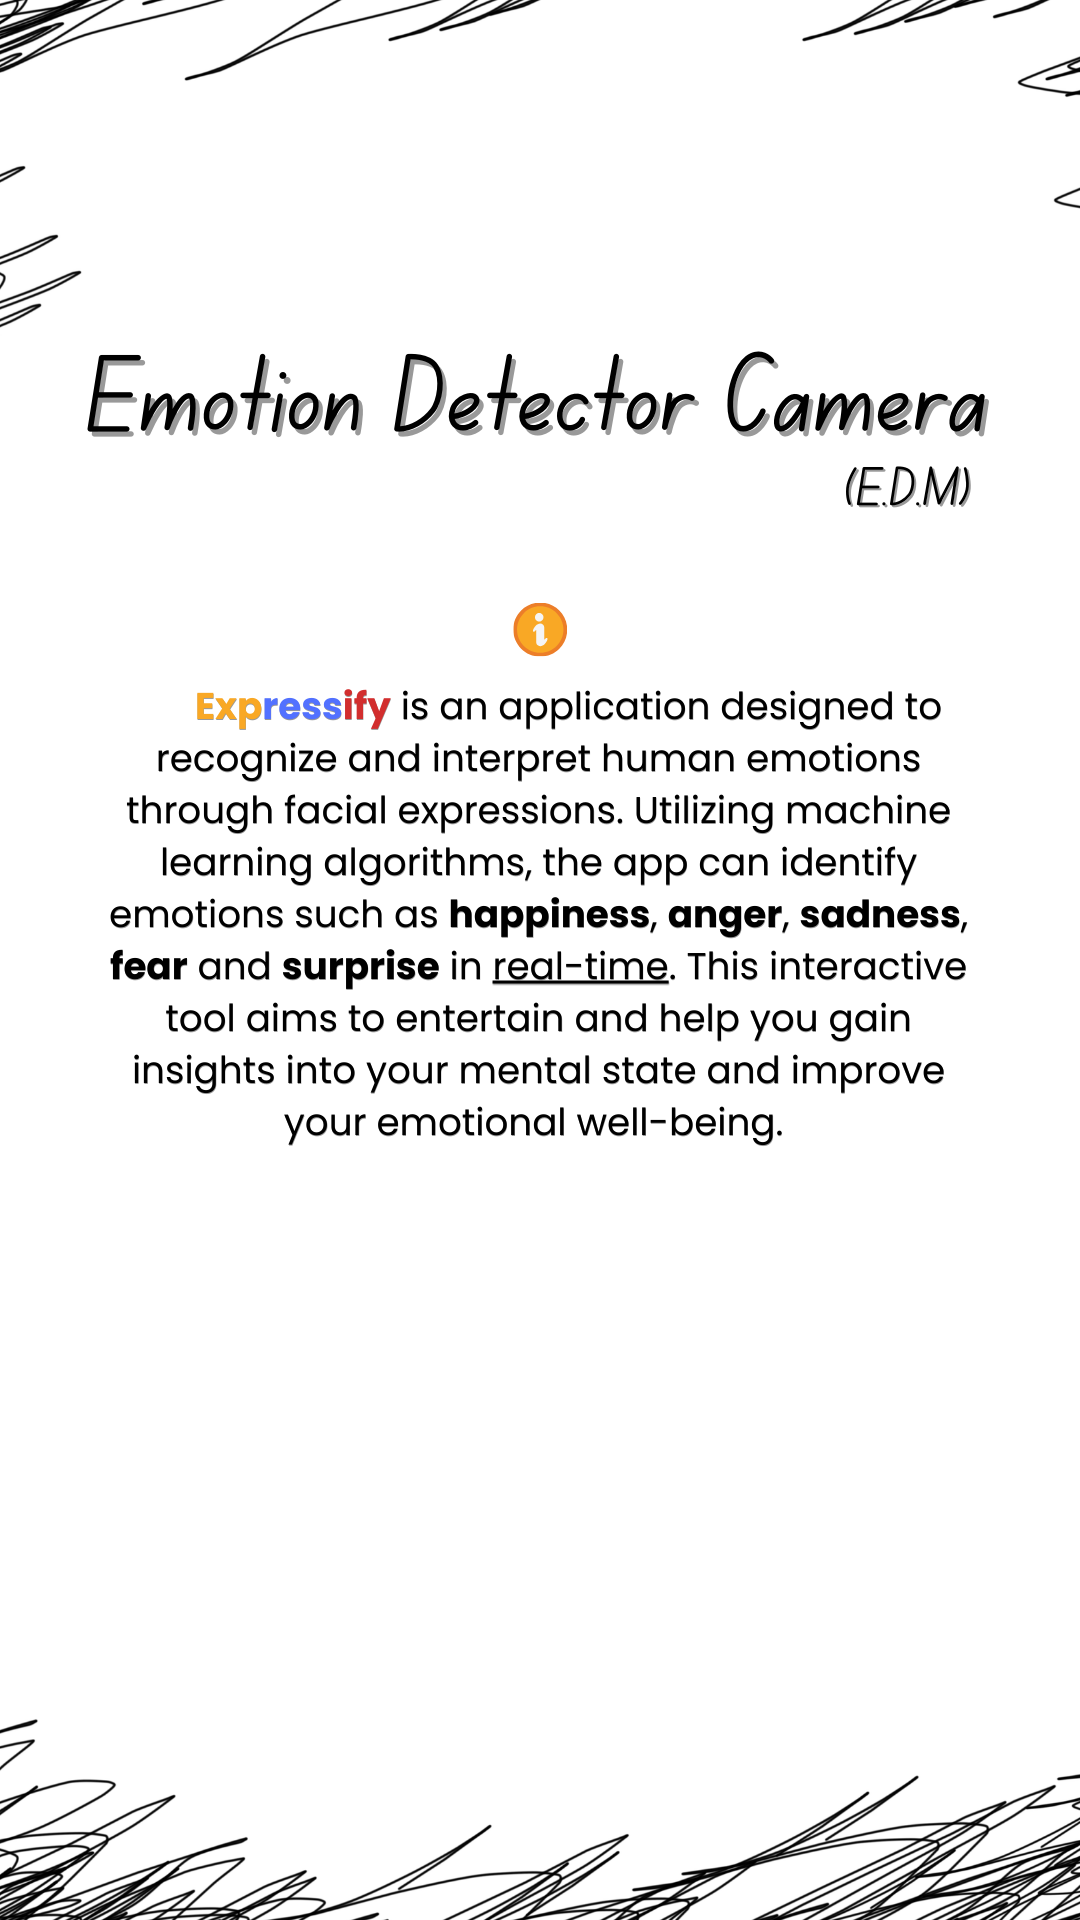 Emotion Detector Camera
(E.D.M)
i
Expressify is an application designed to
recognize and interpret human emotions
through facial expressions. Utilizing machine
learning algorithms, the app can identify
emotions such as happiness, anger, sadness,
fear and surprise in real-time. This interactive
tool aims to entertain and help you gain
insights into your mental state and improve
your emotional well-being.